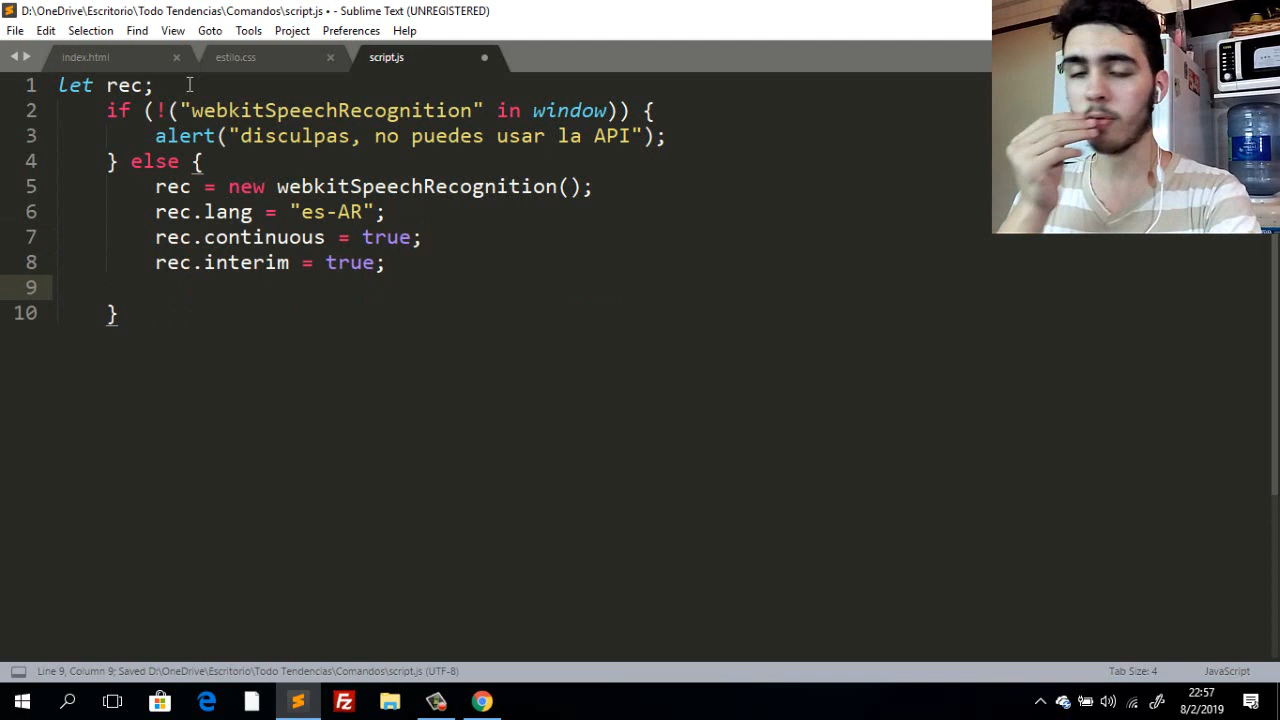 D:\OneDrive\Escritorio\Todo Tendencias\Comandos\script.js • - Sublime Text (UNREGISTERED)
File Edit Selection Find View Goto Tools Project Preferences Help
index.html estilo.css script.js
1 let rec;
2 if (!("webkitSpeechRecognition" in window)) {
3 alert("disculpas, no puedes usar la API");
4 } else {
5 rec = new webkitSpeechRecognition();
6 rec.lang = "es-AR";
7 rec.continuous = true;
8 rec.interim = true;
9
10 }
Line 9, Column 9; Saved D:\OneDrive\Escritorio\Todo Tendencias\Comandos\script.js (UTF-8) Tab Size: 4 JavaScript
22:57
8/2/2019